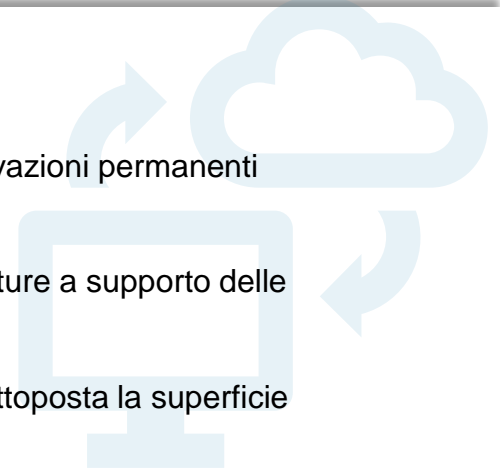 vazioni permanenti
ture a supporto delle
ttoposta la superficie